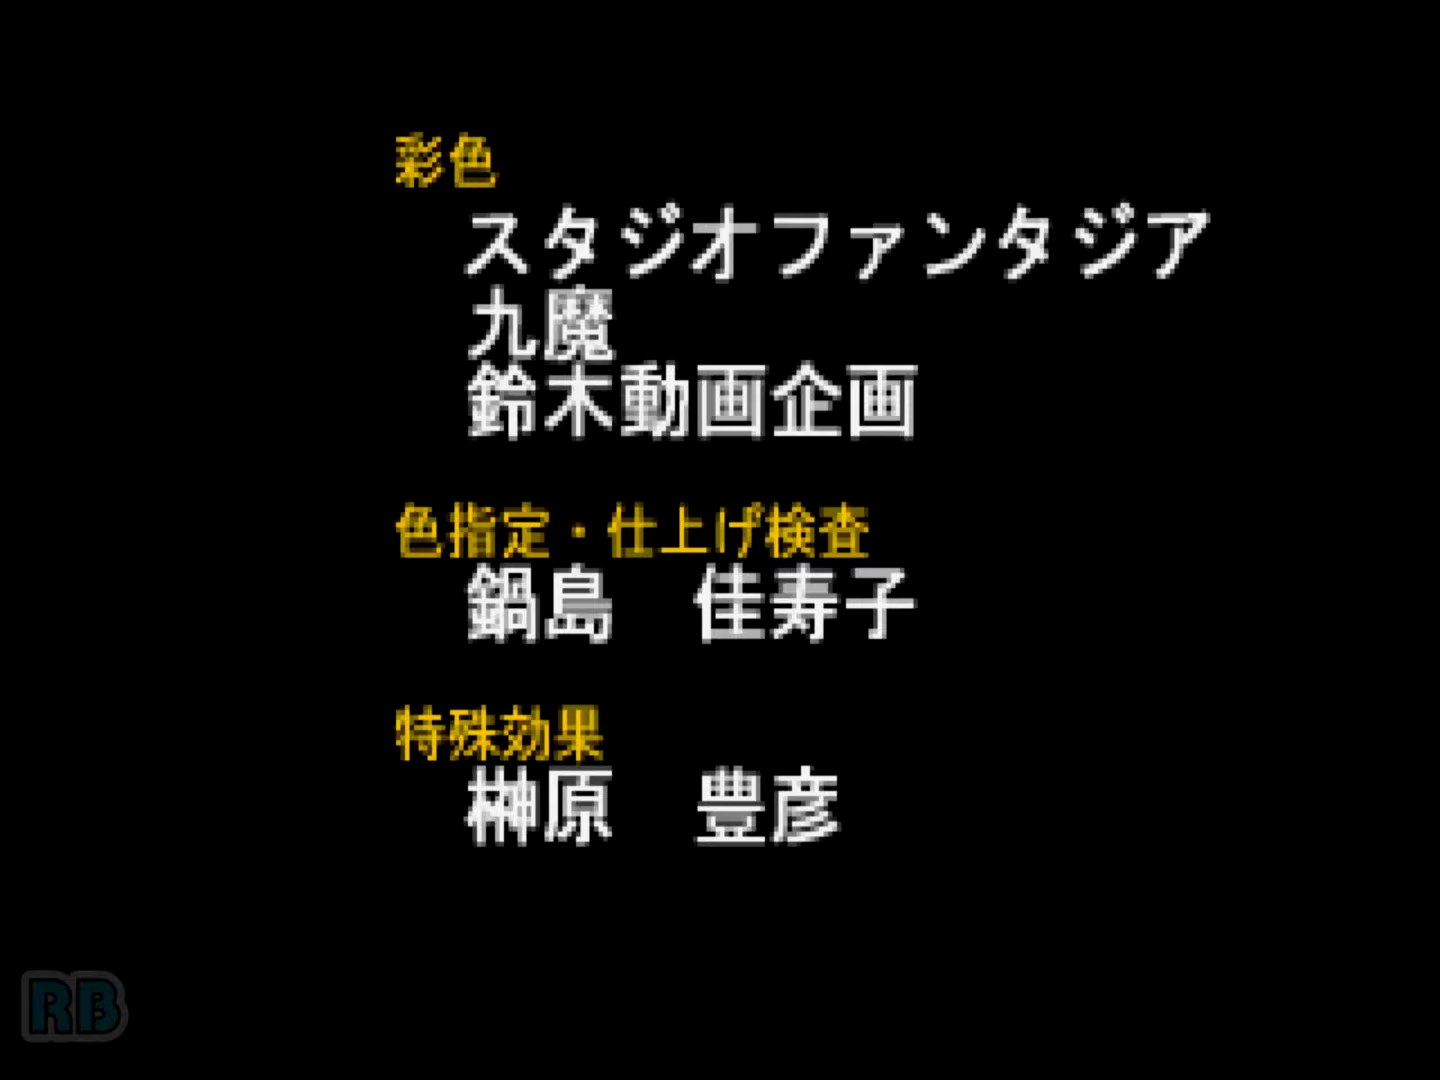 彩色
スタジオファンタジア
九魔
鈴木動画企画
色指定・仕上げ検査
鍋島　佳寿子
特殊効果
榊原　豊彦
RB